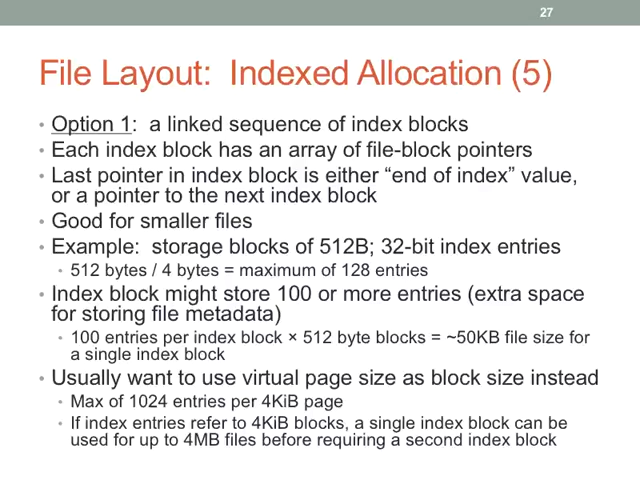 27
File Layout: Indexed Allocation (5)
• Option 1: a linked sequence of index blocks
• Each index block has an array of file-block pointers
• Last pointer in index block is either “end of index” value,
or a pointer to the next index block
• Good for smaller files
• Example: storage blocks of 512B; 32-bit index entries
• 512 bytes / 4 bytes = maximum of 128 entries
• Index block might store 100 or more entries (extra space
for storing file metadata)
• 100 entries per index block × 512 byte blocks = ~50KB file size for
a single index block
• Usually want to use virtual page size as block size instead
• Max of 1024 entries per 4KiB page
• If index entries refer to 4KiB blocks, a single index block can be
used for up to 4MB files before requiring a second index block